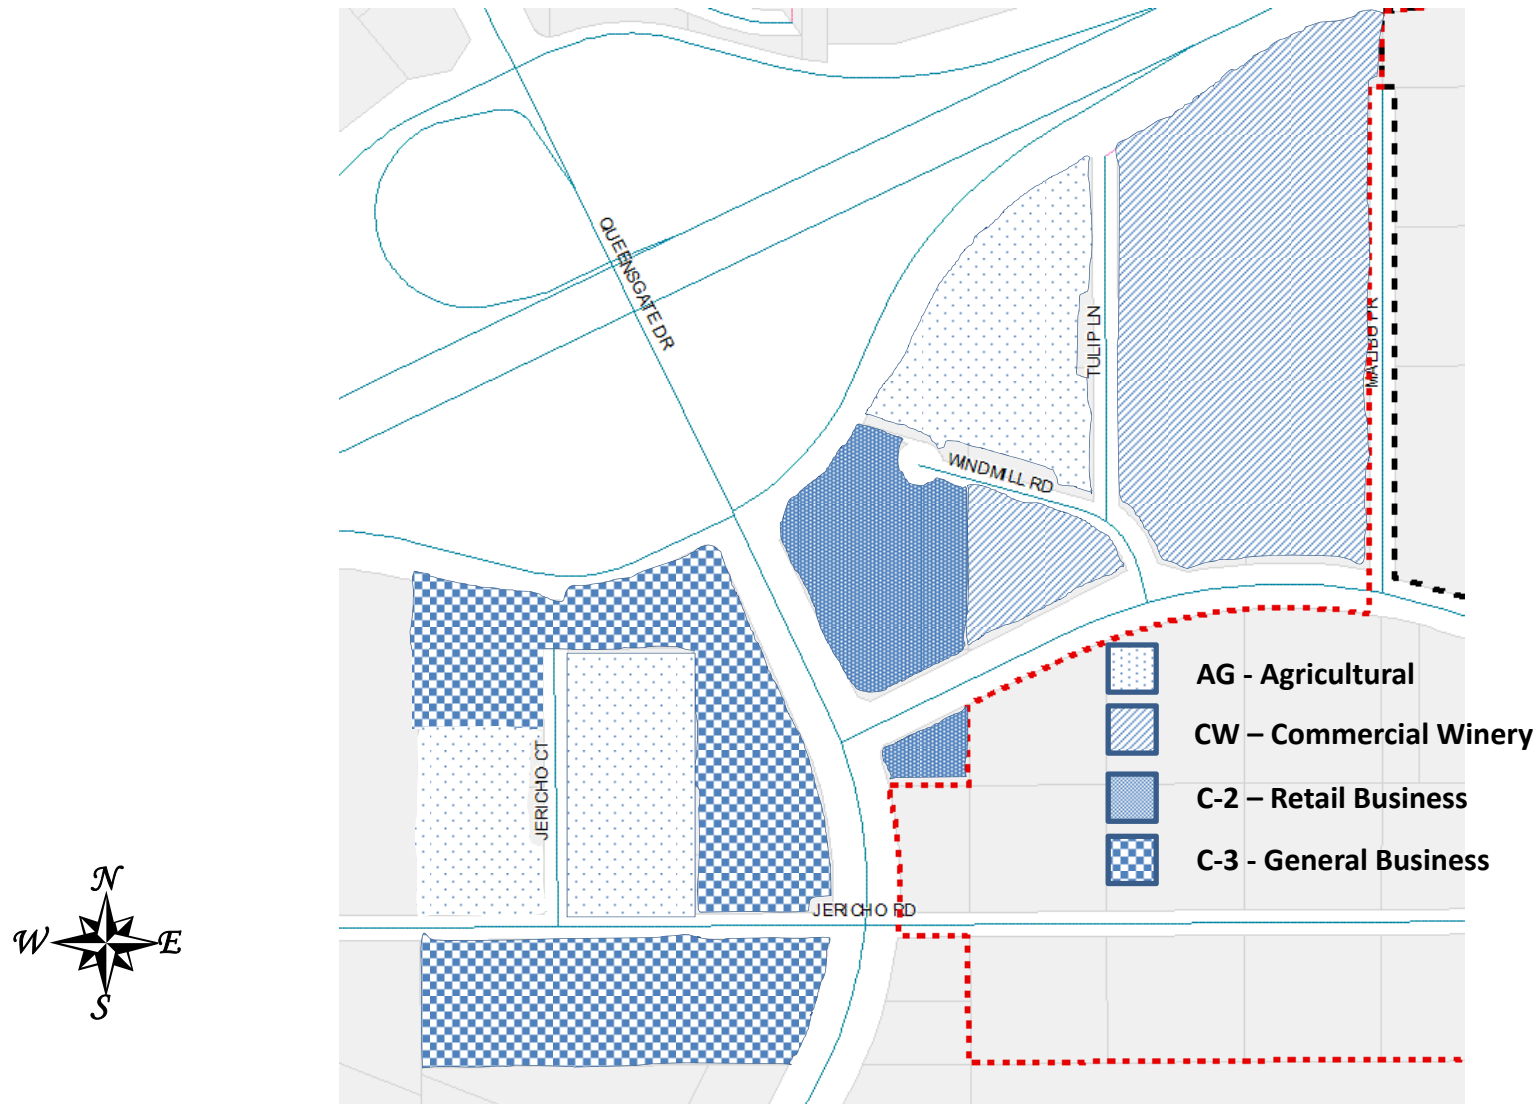 QUEENSGATE DR
TULIP LN
WINDMILL RD
AG - Agricultural
CW – Commercial Winery
C-2 – Retail Business
C-3 - General Business
JERICHO CT
JERICHO RD
N
W
E
S